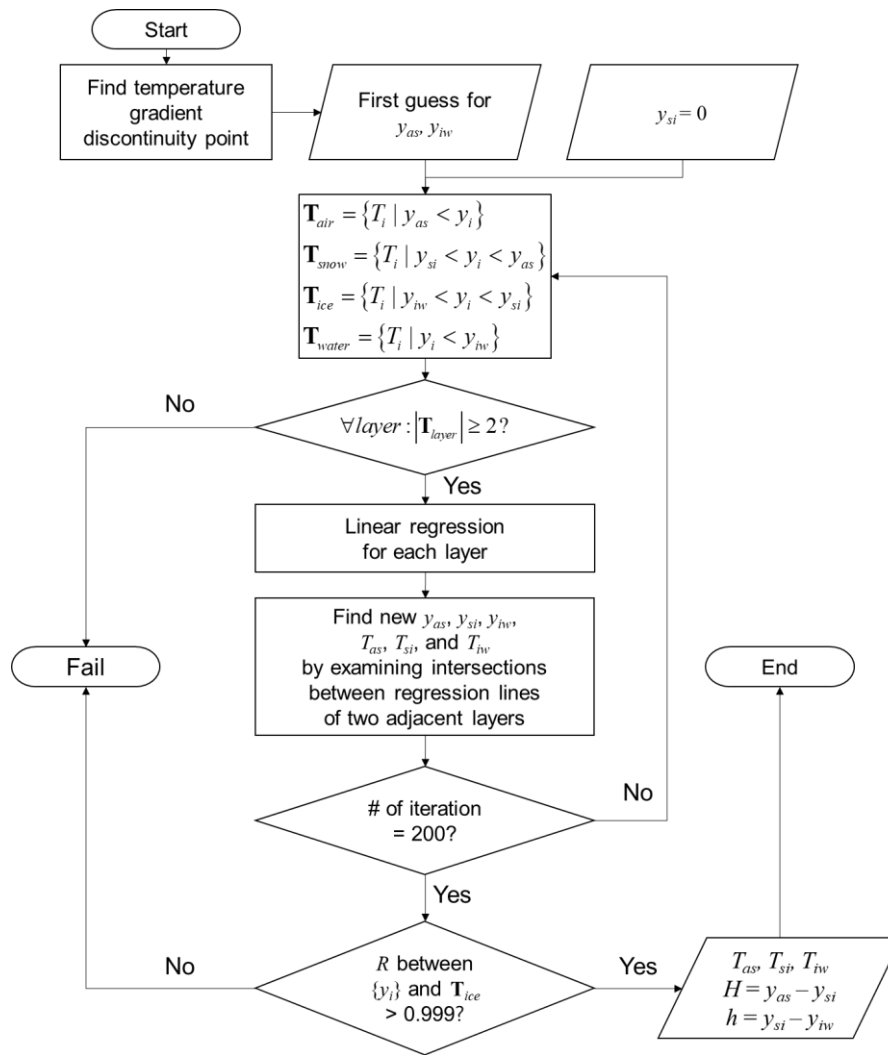 Start
Find temperature
gradient
discontinuity point
First guess for
y_as, y_iw
y_si = 0
T_air = {T_i | y_as < y_i}
T_snow = {T_i | y_si < y_i < y_as}
T_ice = {T_i | y_iw < y_i < y_si}
T_water = {T_i | y_i < y_iw}
No
∀layer : |T_layer| ≥ 2?
Yes
Linear regression
for each layer
Find new y_as, y_si, y_iw,
T_as, T_si, and T_iw
by examining intersections
between regression lines
of two adjacent layers
Fail
End
# of iteration
= 200?
No
Yes
R between
{y_i} and T_ice
> 0.999?
No
Yes
T_as, T_si, T_iw
H = y_as – y_si
h = y_si – y_iw